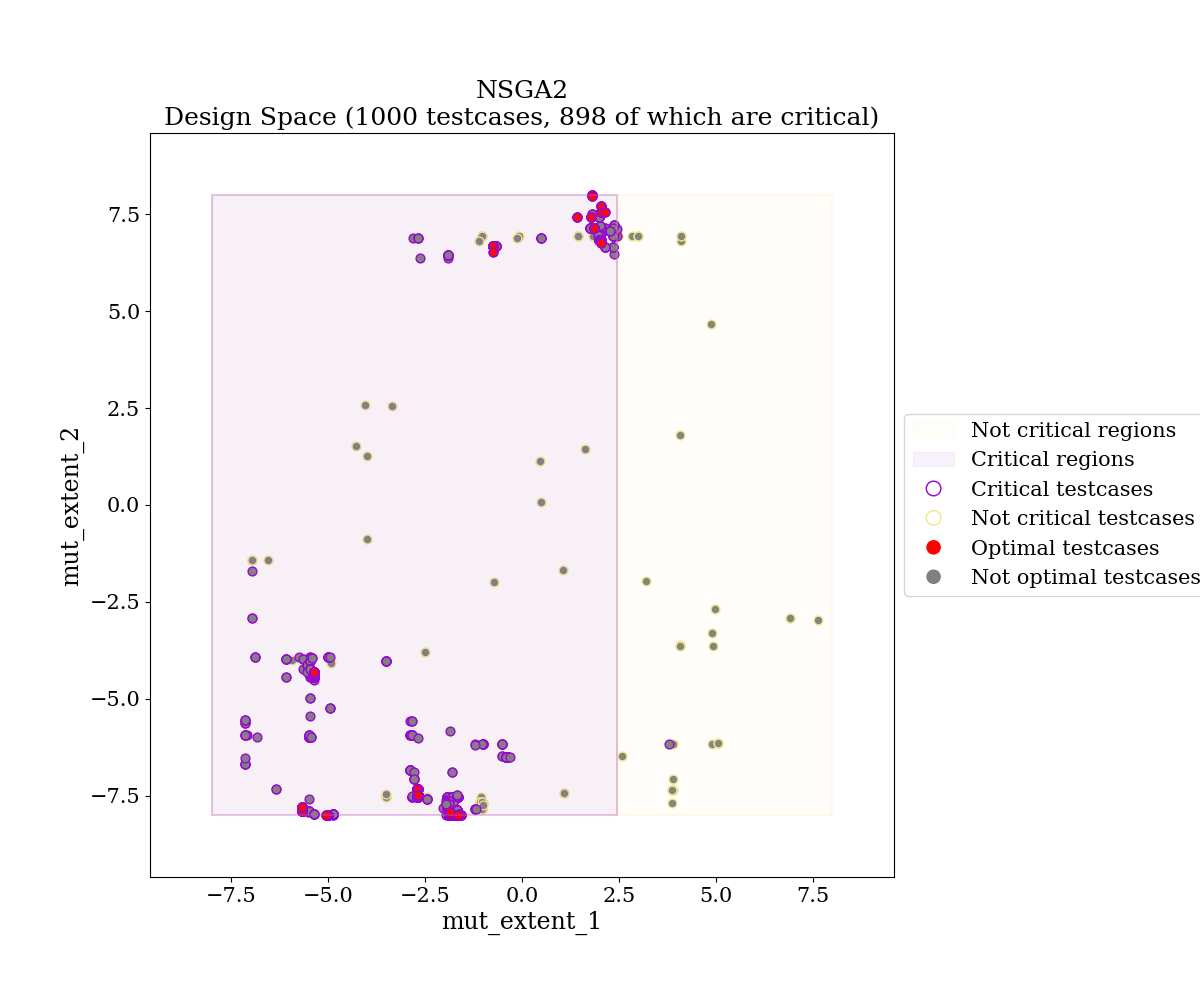 NSGA2
Design Space (1000 testcases, 898 of which are critical)
7.5
5.0
2.5
0.0
−2.5
−5.0
−7.5
mut_extent_2
−7.5
−5.0
−2.5
0.0
2.5
5.0
7.5
mut_extent_1
Not critical regions
Critical regions
Critical testcases
Not critical testcases
Optimal testcases
Not optimal testcases